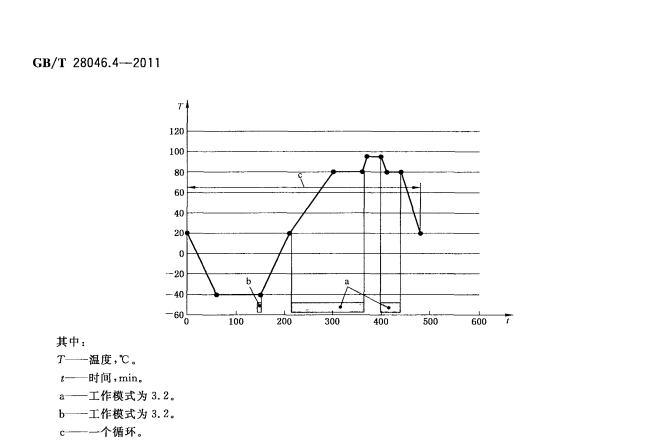 GB/T 28046.4—2011
T
120
100
80
c
60
40
20
0
−20
b
a
−40
−60
0 100 200 300 400 500 600 t
其中:
T——温度,℃。
t——时间,min。
a——工作模式为 3.2。
b——工作模式为 3.2。
c——一个循环。